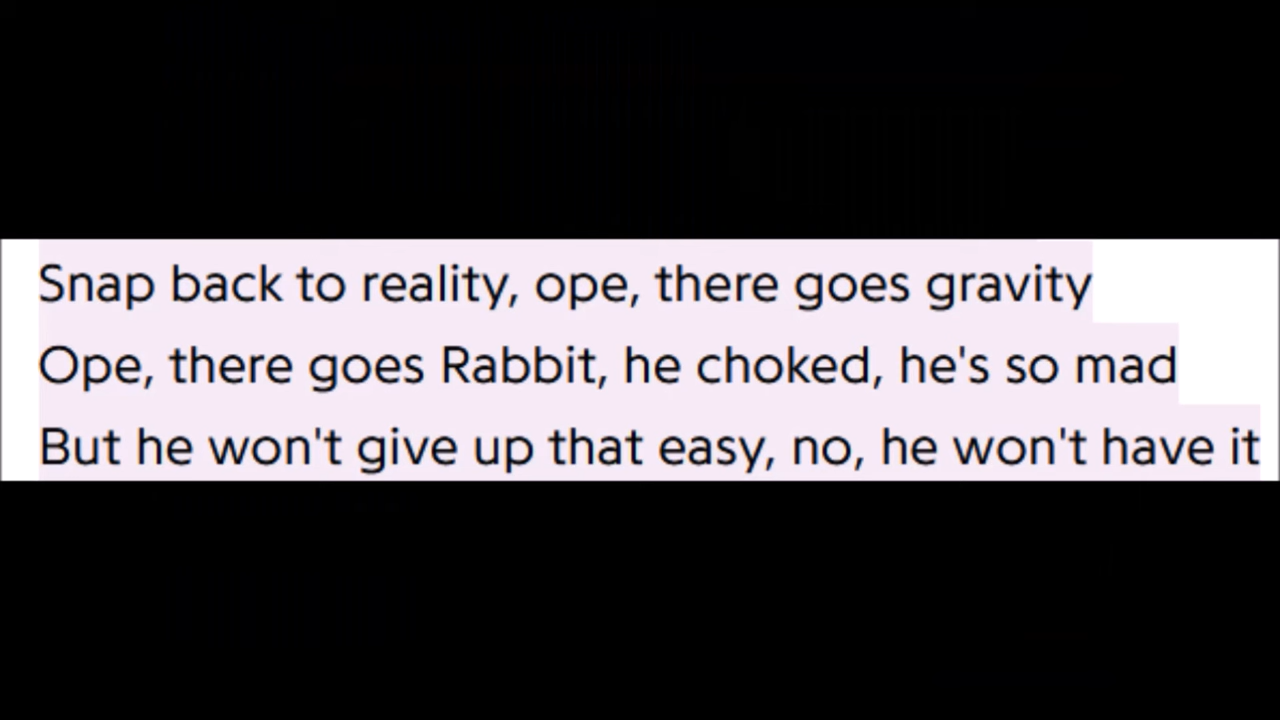 Snap back to reality, ope, there goes gravity
Ope, there goes Rabbit, he choked, he's so mad
But he won't give up that easy, no, he won't have it